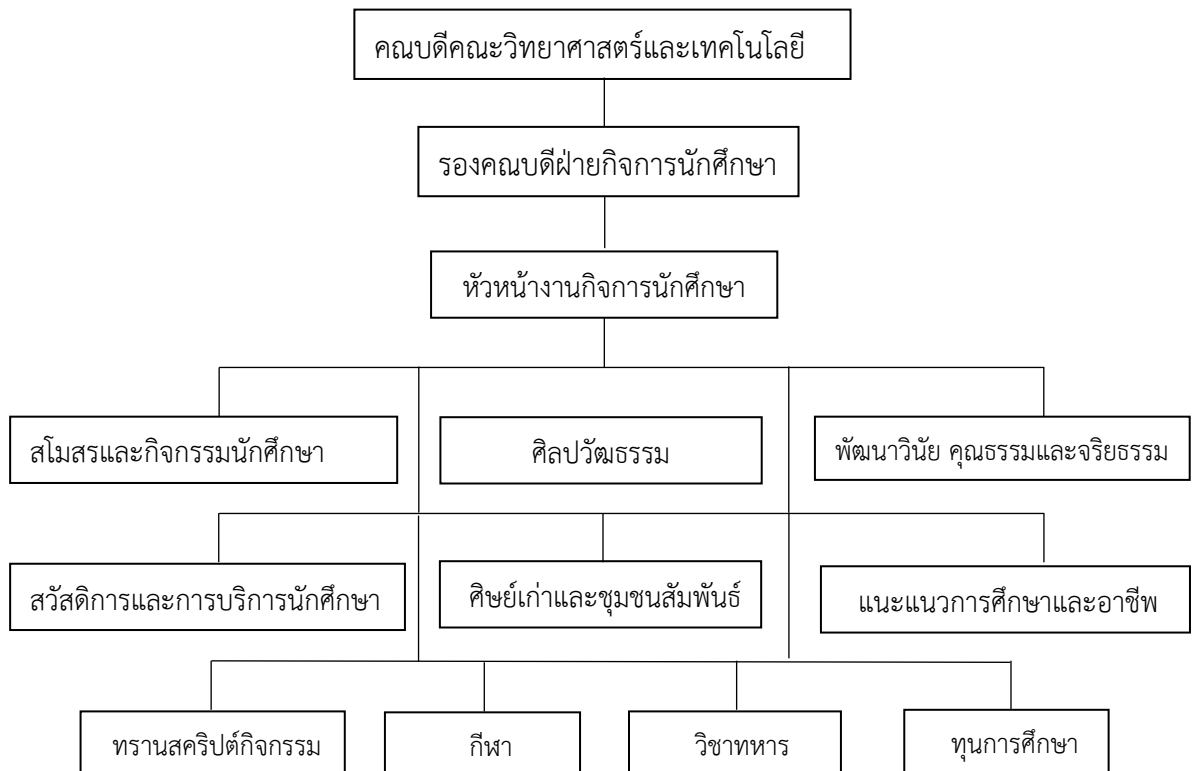 คณบดีคณะวิทยาศาสตร์และเทคโนโลยี
รองคณบดีฝ่ายกิจการนักศึกษา
หัวหน้างานกิจการนักศึกษา
สโมสรและกิจกรรมนักศึกษา
ศิลปวัฒธรรม
พัฒนาวินัย คุณธรรมและจริยธรรม
สวัสดิการและการบริการนักศึกษา
ศิษย์เก่าและชุมชนสัมพันธ์
แนะแนวการศึกษาและอาชีพ
ทรานสคริปต์กิจกรรม
กีฬา
วิชาทหาร
ทุนการศึกษา